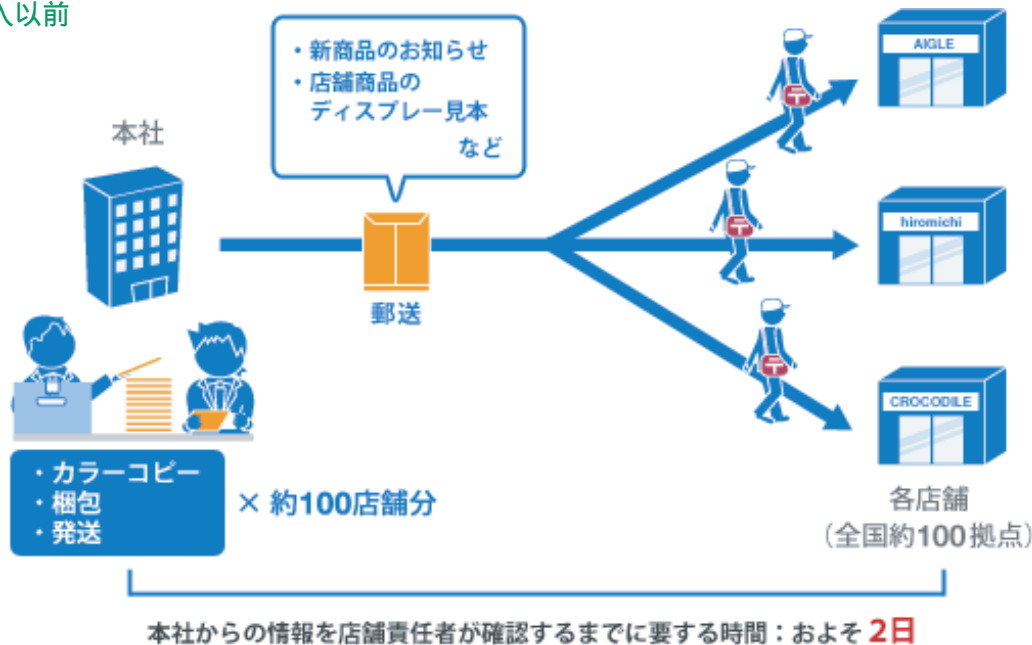 入以前
・新商品のお知らせ
・店舗商品の
ディスプレー見本
など
本社
郵送
AIGLE
hiromichi
CROCODILE
・カラーコピー
・梱包
・発送
× 約100店舗分
各店舗
（全国約100拠点）
本社からの情報を店舗責任者が確認するまでに要する時間：およそ 2日